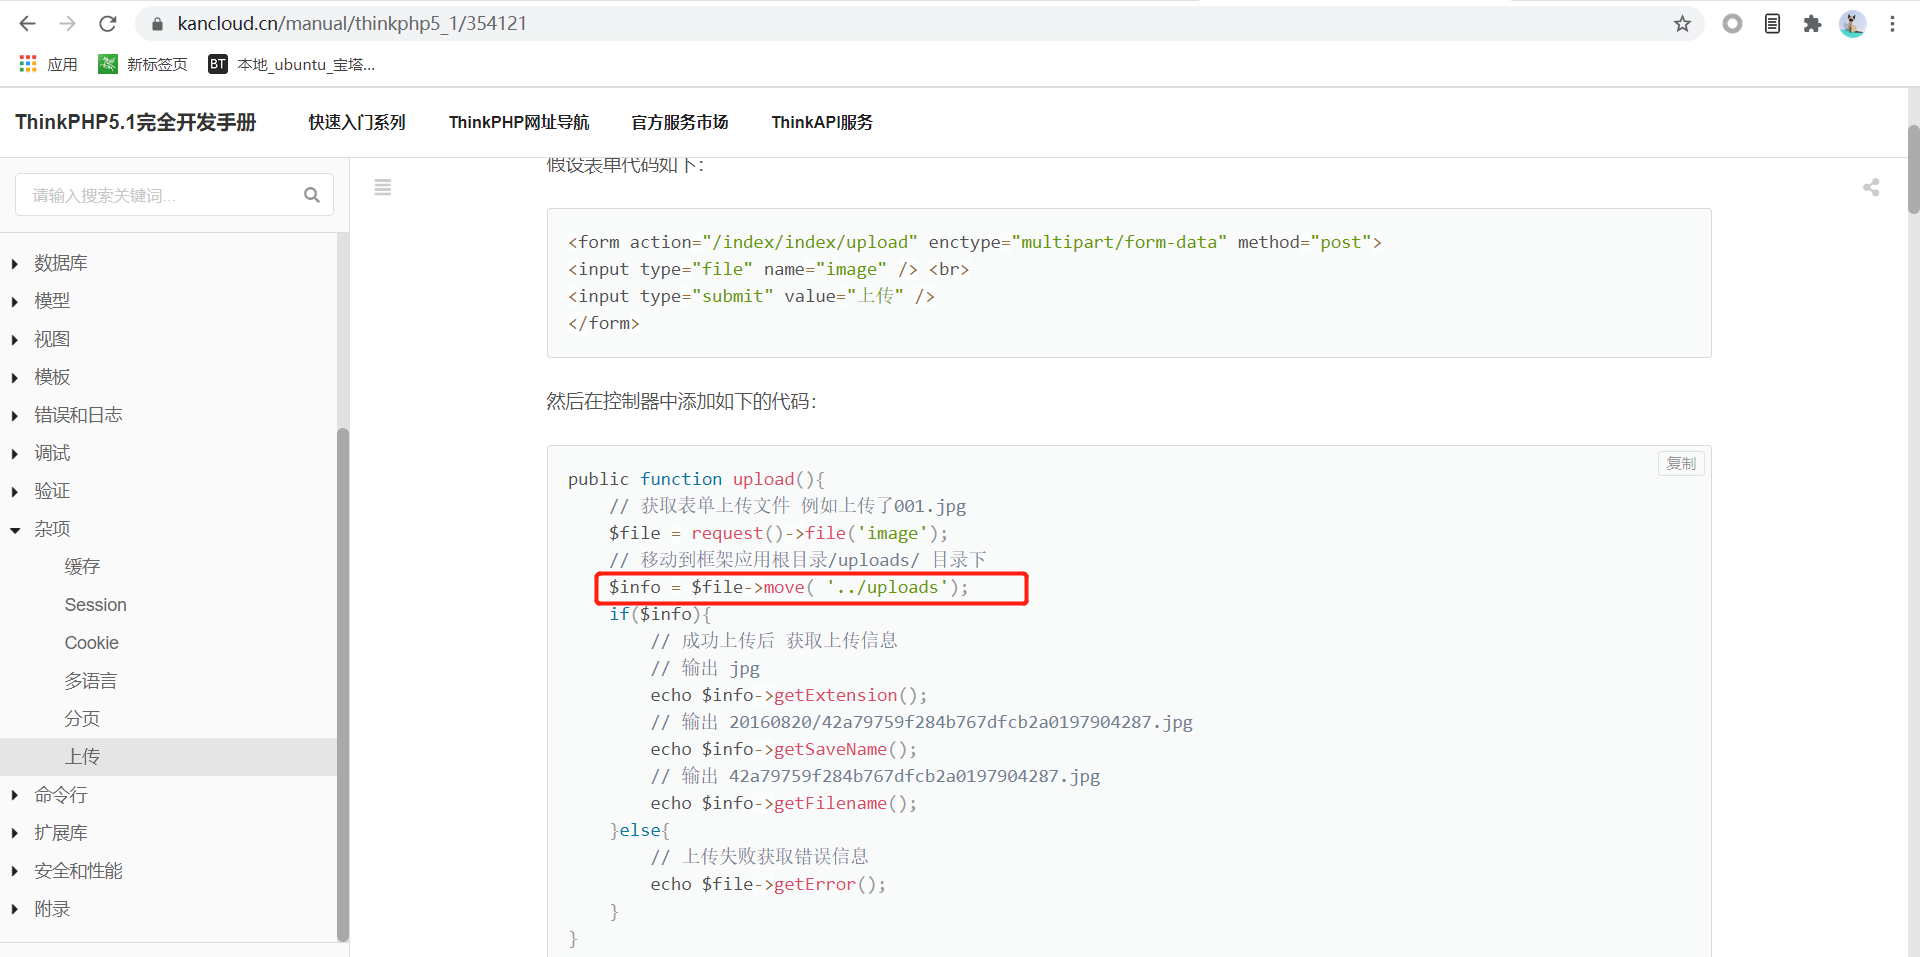 kancloud.cn/manual/thinkphp5_1/354121
应用
新标签页
BT 本地_ubuntu_宝塔...
ThinkPHP5.1完全开发手册
快速入门系列
ThinkPHP网址导航
官方服务市场
ThinkAPI服务
请输入搜索关键词...
数据库
模型
视图
模板
错误和日志
调试
验证
杂项
缓存
Session
Cookie
多语言
分页
上传
命令行
扩展库
安全和性能
附录
假设表单代码如下：
<form action="/index/index/upload" enctype="multipart/form-data" method="post">
<input type="file" name="image" /> <br>
<input type="submit" value="上传" />
</form>
然后在控制器中添加如下的代码：
复制
public function upload(){
// 获取表单上传文件 例如上传了001.jpg
$file = request()->file('image');
// 移动到框架应用根目录/uploads/ 目录下
$info = $file->move( '../uploads');
if($info){
// 成功上传后 获取上传信息
// 输出 jpg
echo $info->getExtension();
// 输出 20160820/42a79759f284b767dfcb2a0197904287.jpg
echo $info->getSaveName();
// 输出 42a79759f284b767dfcb2a0197904287.jpg
echo $info->getFilename();
}else{
// 上传失败获取错误信息
echo $file->getError();
}
}